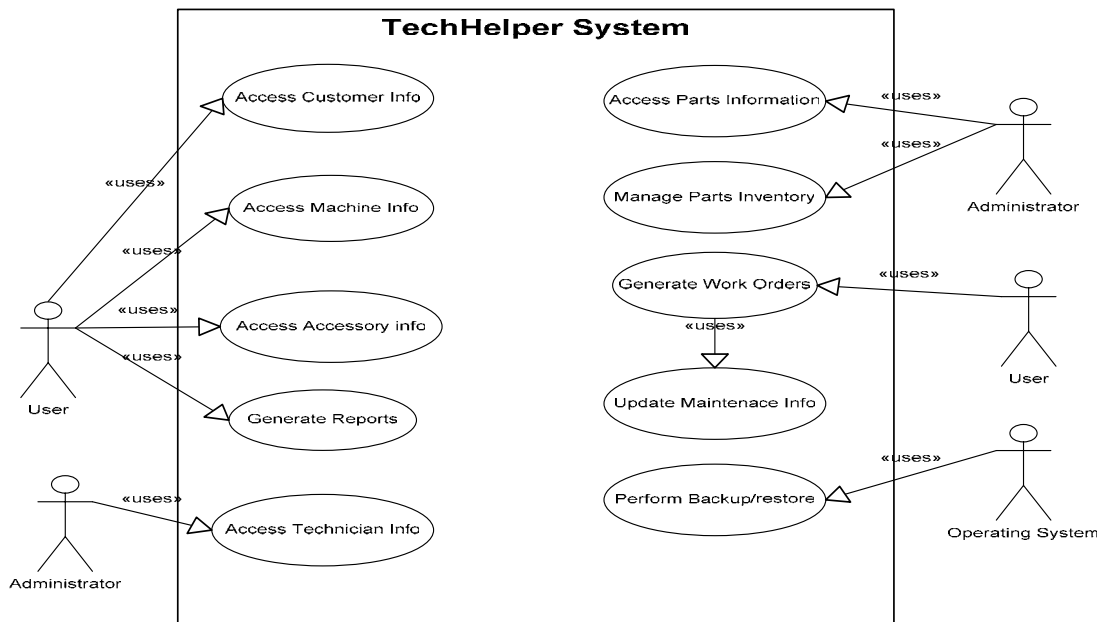 TechHelper System
Access Customer Info
«uses»
Access Machine Info
«uses»
Access Accessory info
«uses»
Generate Reports
«uses»
User
Access Technician Info
«uses»
Administrator
Access Parts Information
«uses»
Manage Parts Inventory
«uses»
Administrator
Generate Work Orders
«uses»
«uses»
User
Update Maintenace Info
Perform Backup/restore
«uses»
Operating System